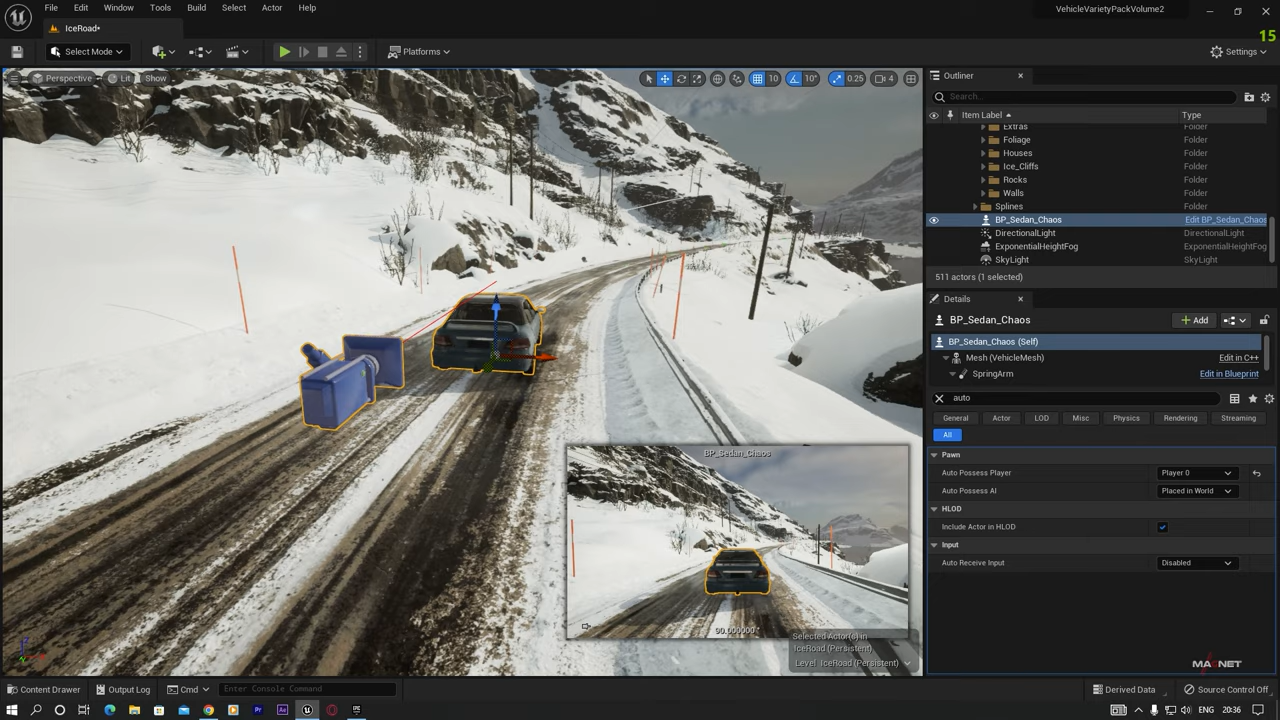 File Edit Window Tools Build Select Actor Help
VehicleVarietyPackVolume2
IceRoad*
15
Select Mode
Platforms
Settings
Perspective Lit Show
10 10° 0.25 4
Outliner
Search...
Item Label Type
Extras Folder
Foliage Folder
Houses Folder
Ice_Cliffs Folder
Rocks Folder
Walls Folder
Splines Folder
BP_Sedan_Chaos Edit BP_Sedan_Chaos
DirectionalLight DirectionalLight
ExponentialHeightFog ExponentialHeightFog
SkyLight SkyLight
511 actors (1 selected)
Details
BP_Sedan_Chaos
Add
BP_Sedan_Chaos (Self)
Mesh (VehicleMesh) Edit in C++
SpringArm Edit in Blueprint
auto
General Actor LOD Misc Physics Rendering Streaming
All
Pawn
Auto Possess Player Player 0
Auto Possess AI Placed in World
HLOD
Include Actor in HLOD
Input
Auto Receive Input Disabled
BP_Sedan_Chaos
90.000000 °
Selected Actor(s) in
IceRoad (Persistent)
Level: IceRoad (Persistent)
MAGNET
Content Drawer Output Log Cmd Enter Console Command
Derived Data Source Control Off
Pr Ae
ENG 20:36